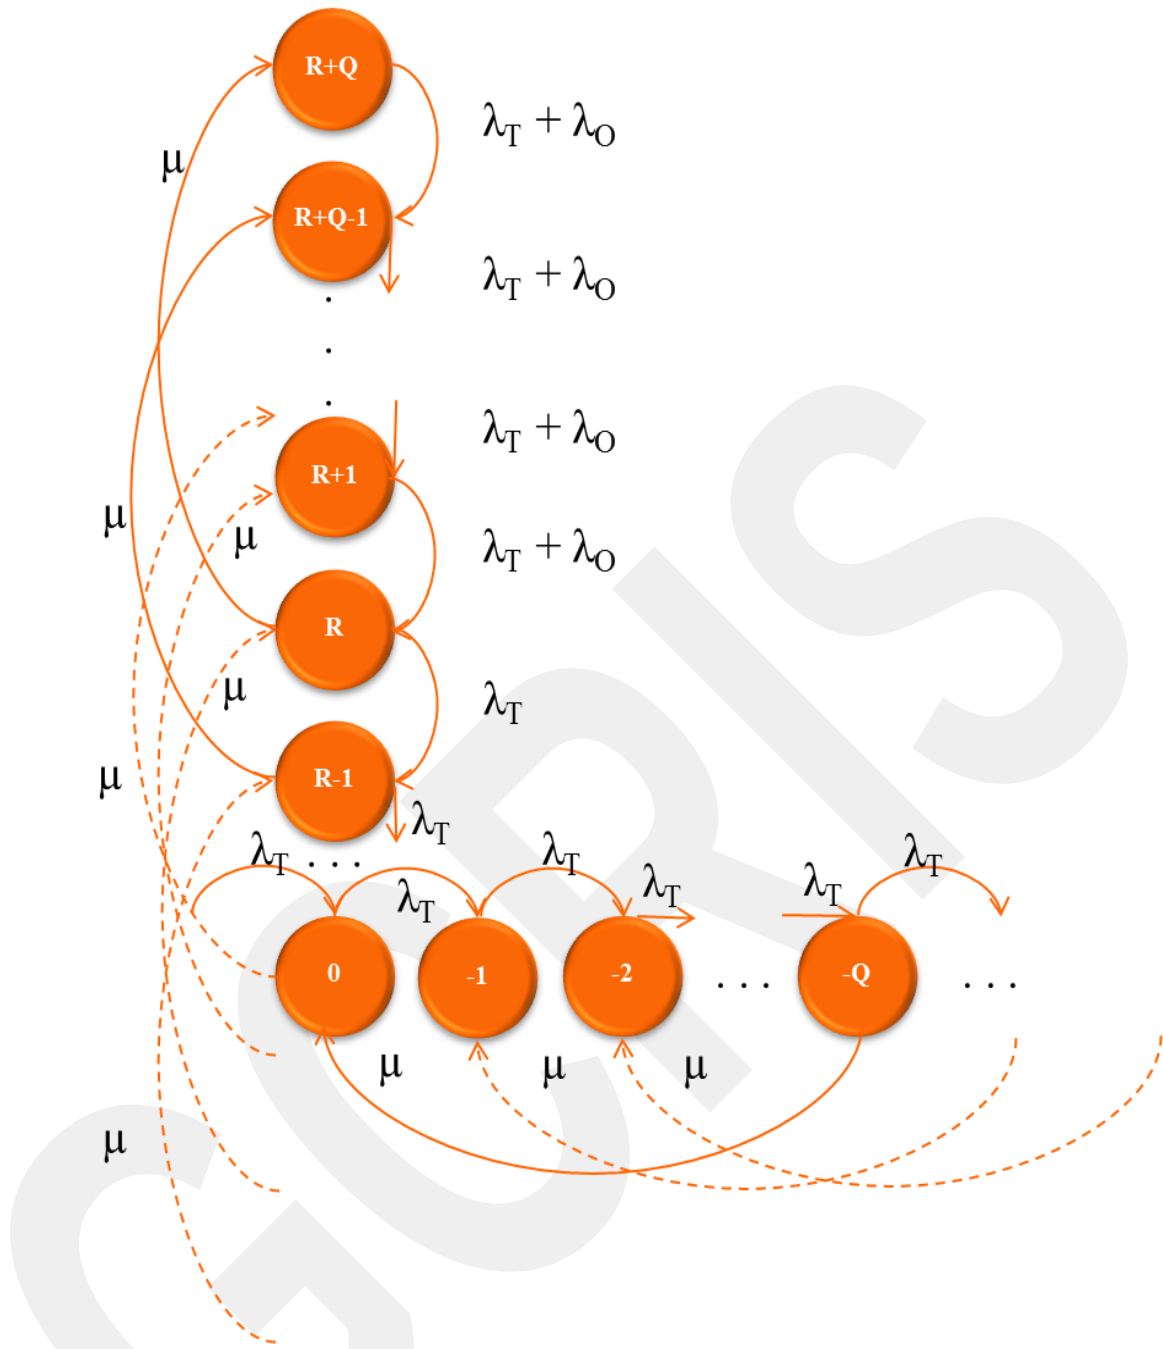 R+Q
λT + λO
μ
R+Q-1
λT + λO
.
.
.
λT + λO
R+1
μ
μ
λT + λO
R
μ
λT
R-1
μ
λT
λT . . .
λT
λT
λT
λT
λT
0
-1
-2
. . .
-Q
. . .
μ
μ
μ
μ
GCRIS